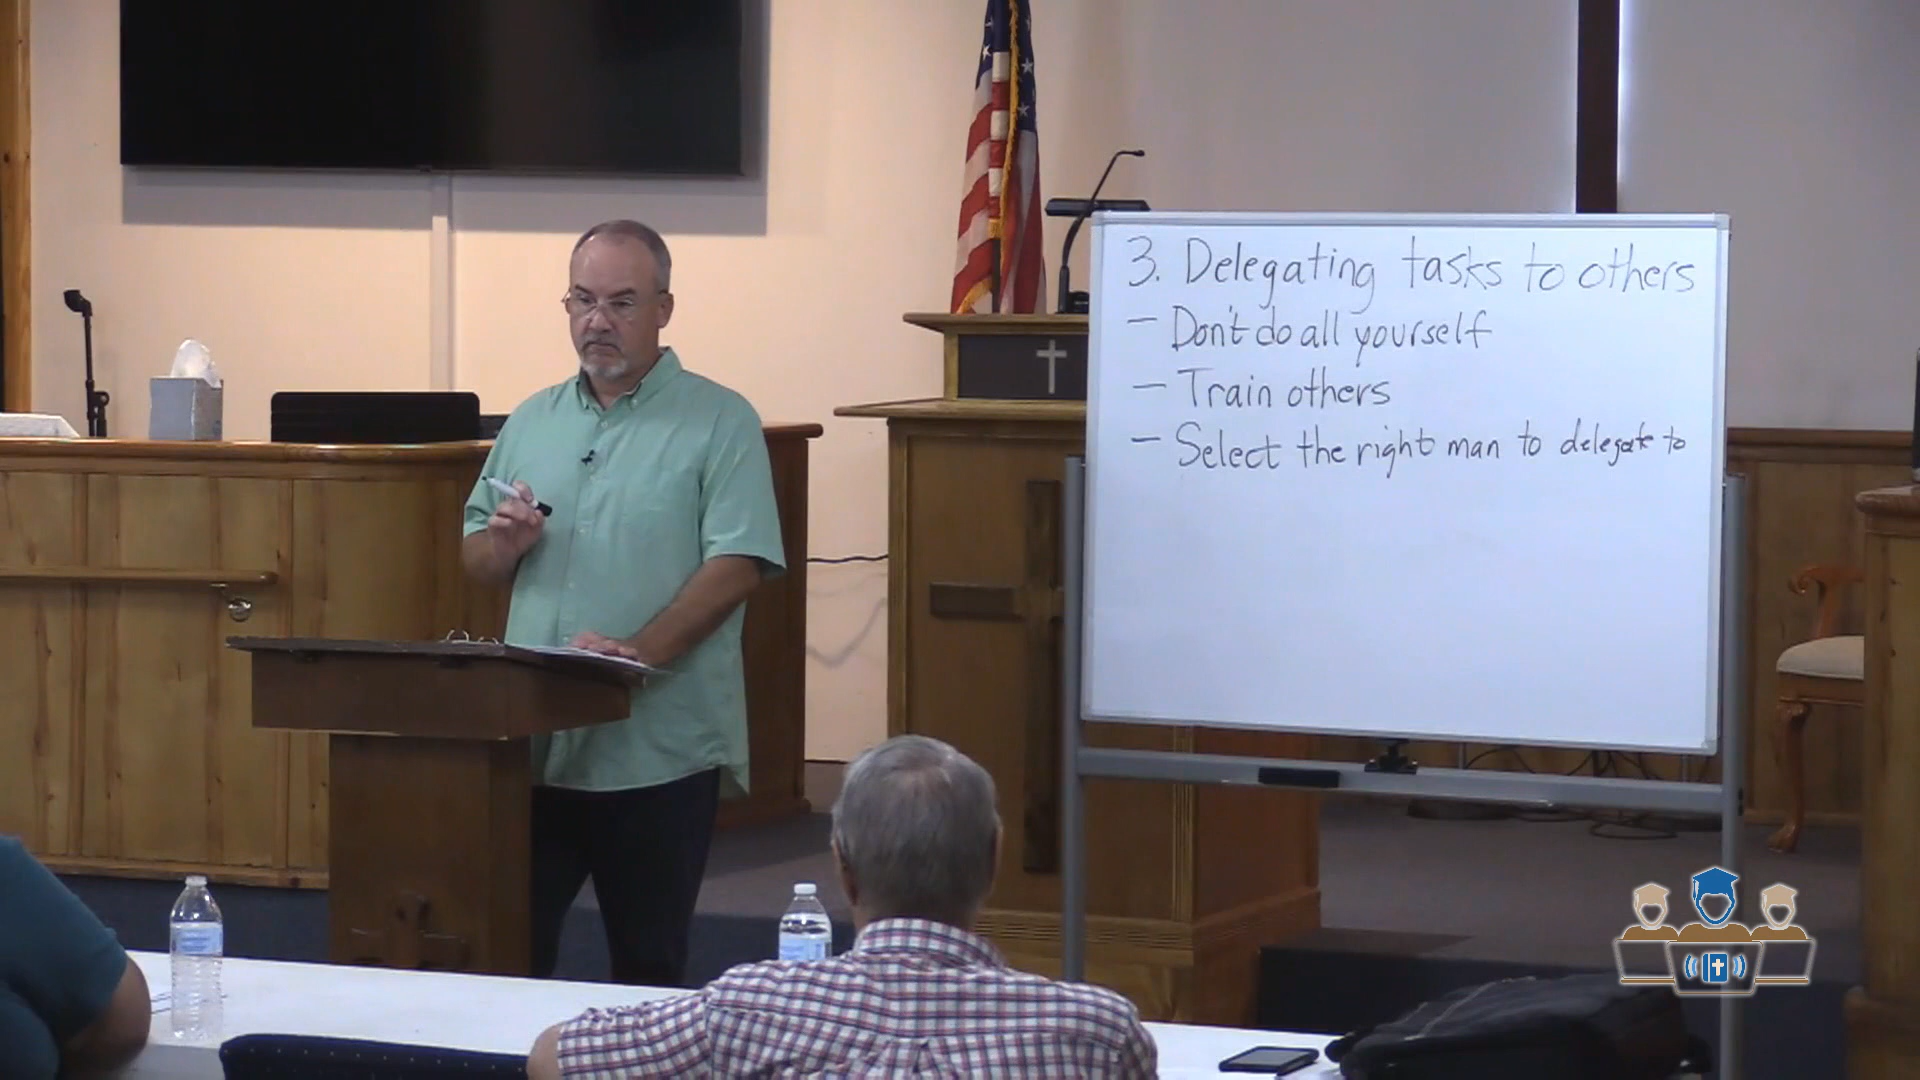 3. Delegating tasks to others
- Don't do all yourself
- Train others
- Select the right man to delegate to